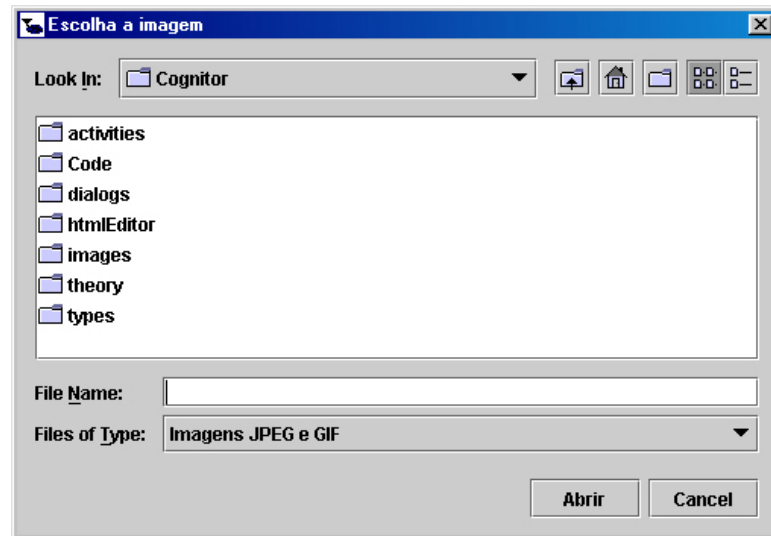 Escolha a imagem
Look In: Cognitor
activities
Code
dialogs
htmlEditor
images
theory
types
File Name:
Files of Type: Imagens JPEG e GIF
Abrir Cancel